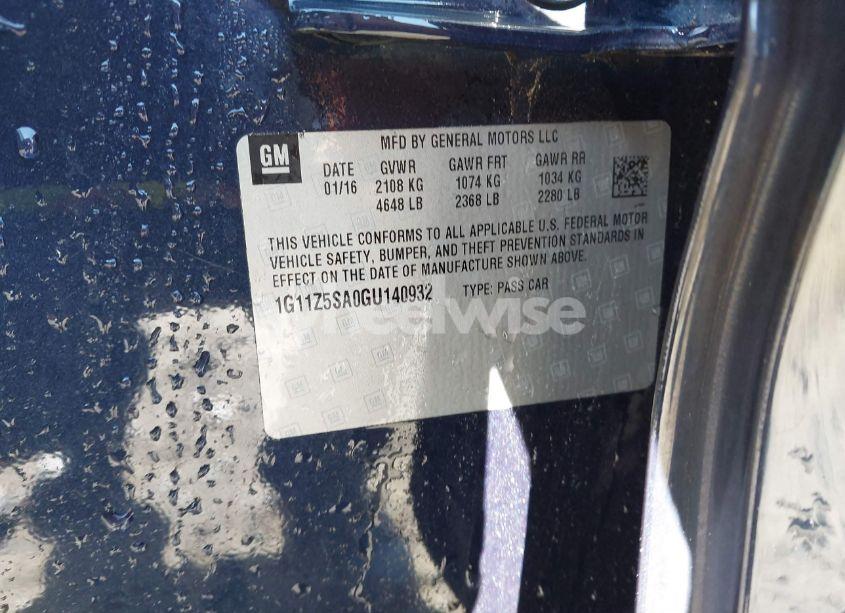 GM
MFD BY GENERAL MOTORS LLC
DATE GVWR GAWR FRT GAWR RR
01/16 2108 KG 1074 KG 1034 KG
4648 LB 2368 LB 2280 LB
THIS VEHICLE CONFORMS TO ALL APPLICABLE U.S. FEDERAL MOTOR
VEHICLE SAFETY, BUMPER, AND THEFT PREVENTION STANDARDS IN
EFFECT ON THE DATE OF MANUFACTURE SHOWN ABOVE.
1G11Z5SA0GU140932 TYPE: PASS CAR
wheelwise